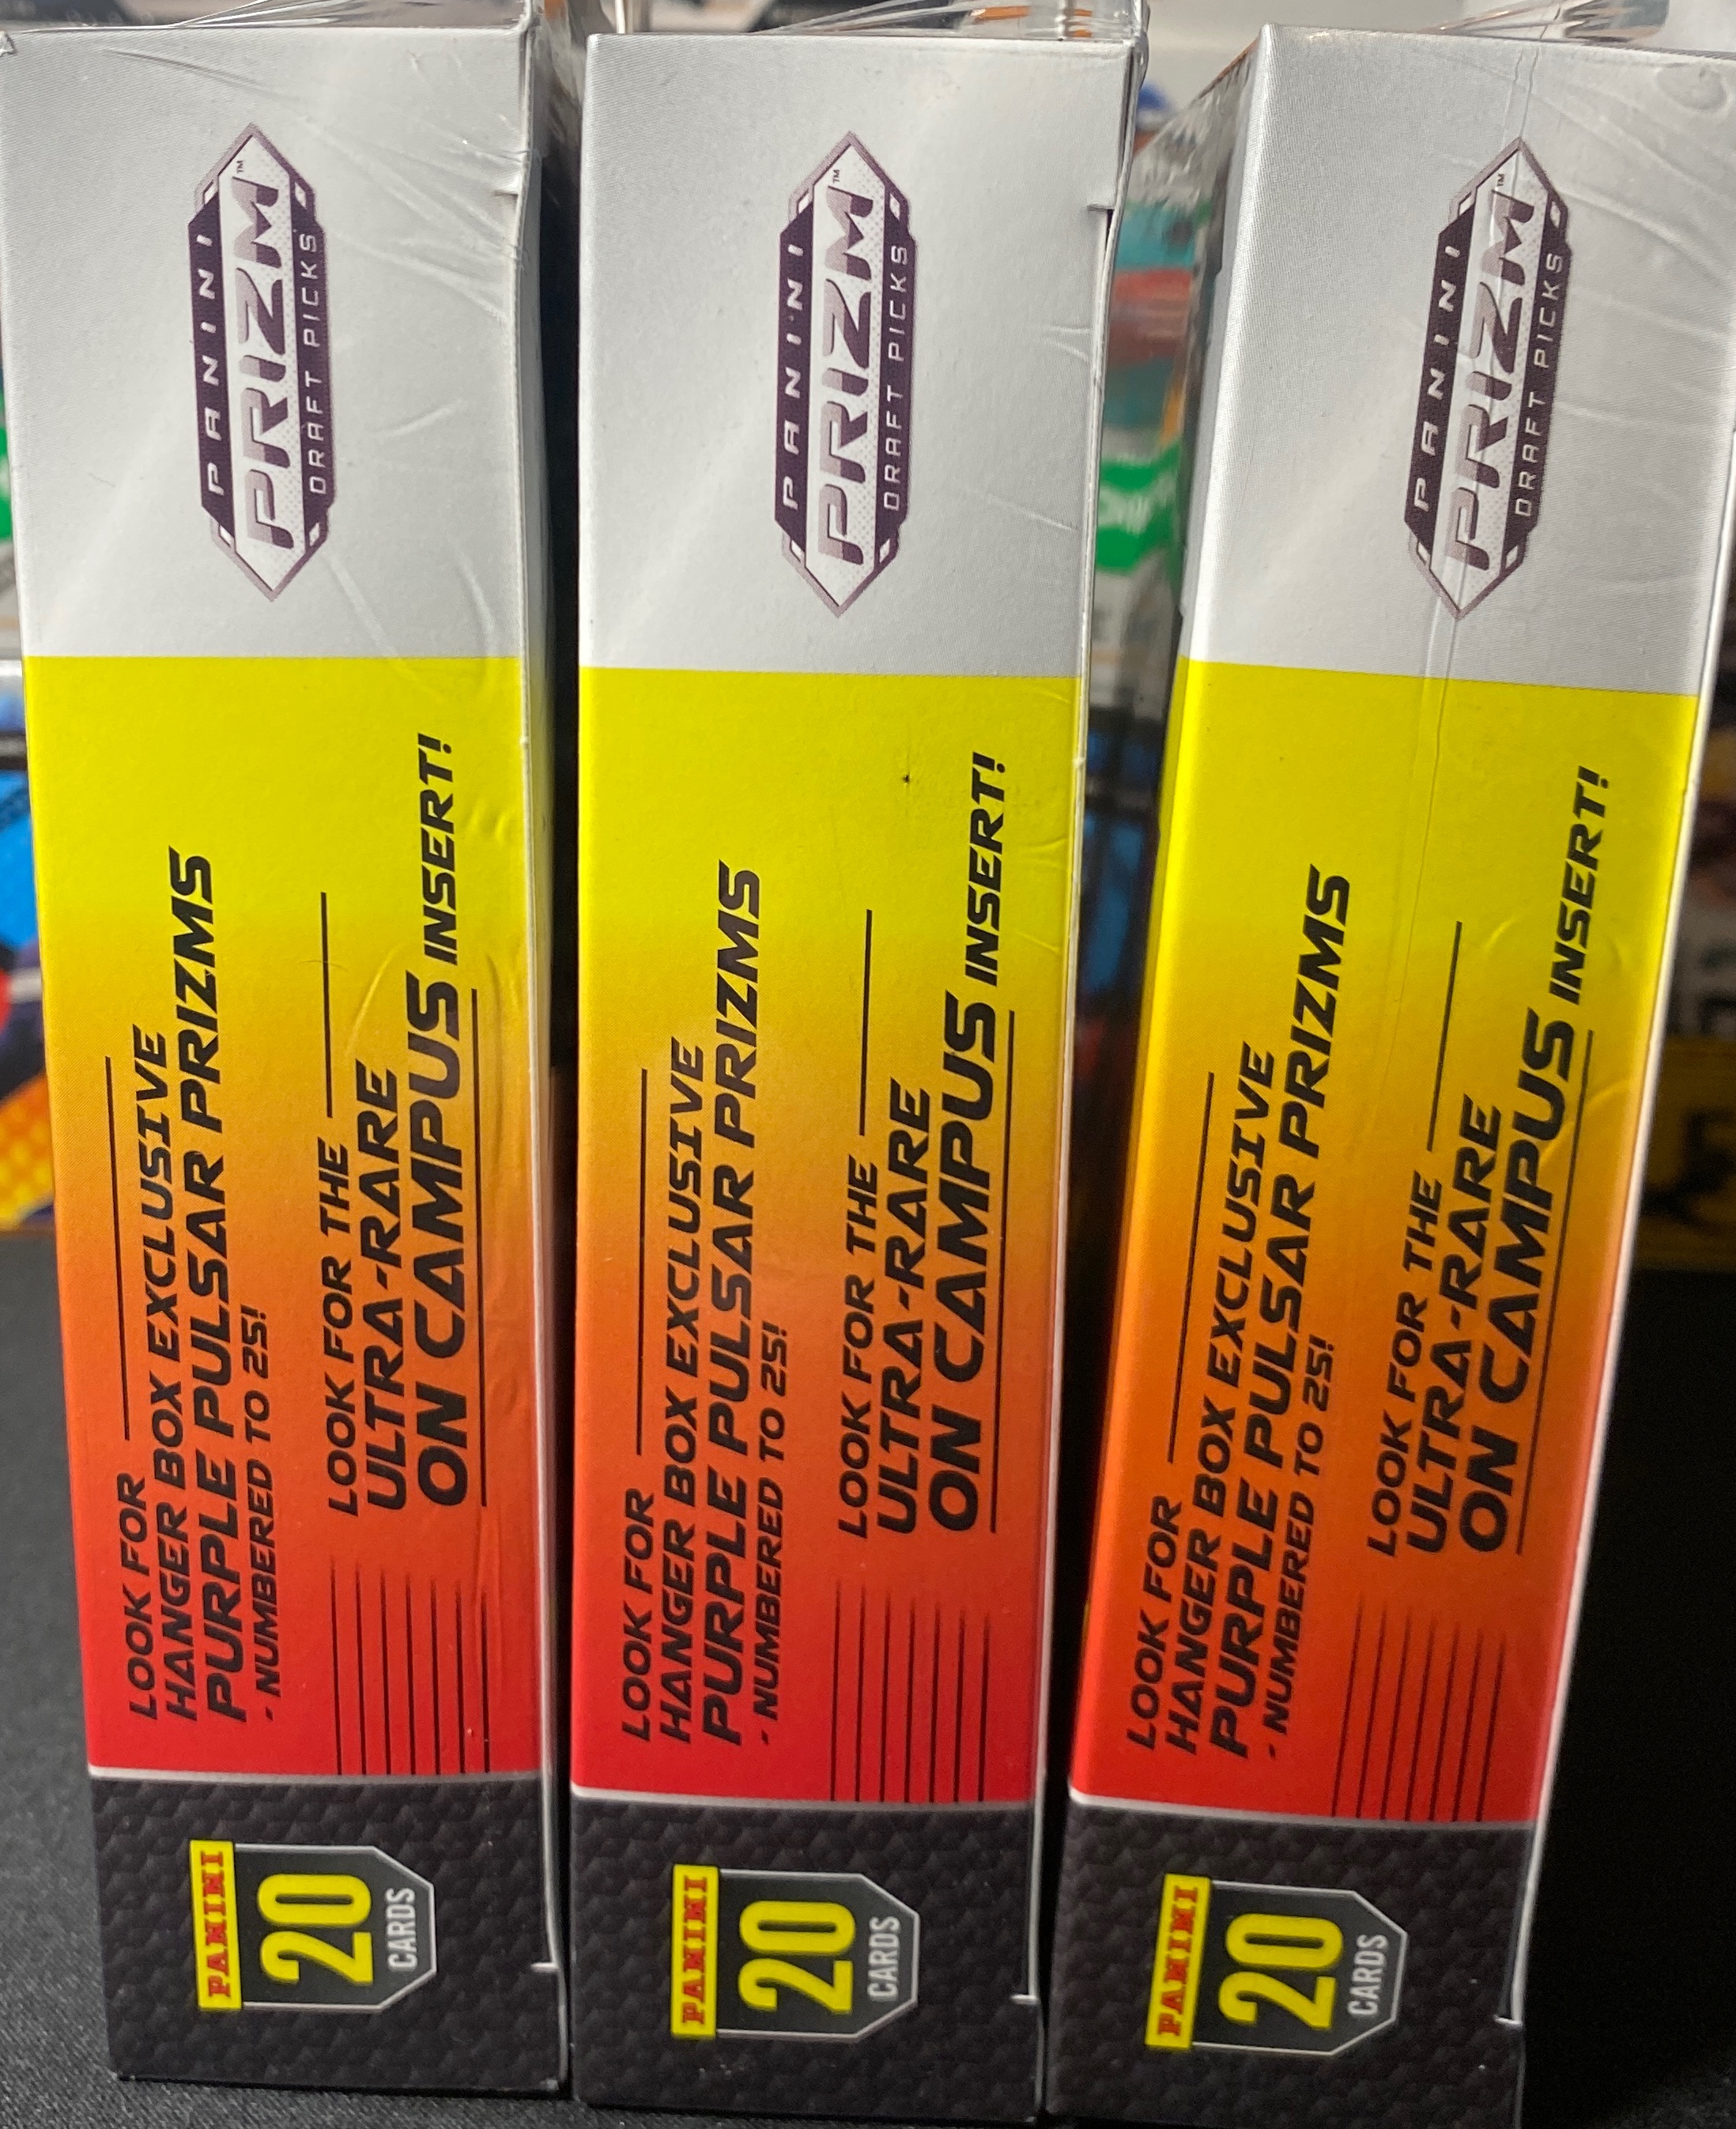 PANINI
PRIZM™
DRAFT PICKS
LOOK FOR
HANGER BOX EXCLUSIVE
PURPLE PULSAR PRIZMS
- NUMBERED TO 25!
LOOK FOR THE
ULTRA-RARE
ON CAMPUS INSERT!
PANINI
20
CARDS
PANINI
PRIZM™
DRAFT PICKS
LOOK FOR
HANGER BOX EXCLUSIVE
PURPLE PULSAR PRIZMS
- NUMBERED TO 25!
LOOK FOR THE
ULTRA-RARE
ON CAMPUS INSERT!
PANINI
20
CARDS
PANINI
PRIZM™
DRAFT PICKS
LOOK FOR
HANGER BOX EXCLUSIVE
PURPLE PULSAR PRIZMS
- NUMBERED TO 25!
LOOK FOR THE
ULTRA-RARE
ON CAMPUS INSERT!
PANINI
20
CARDS